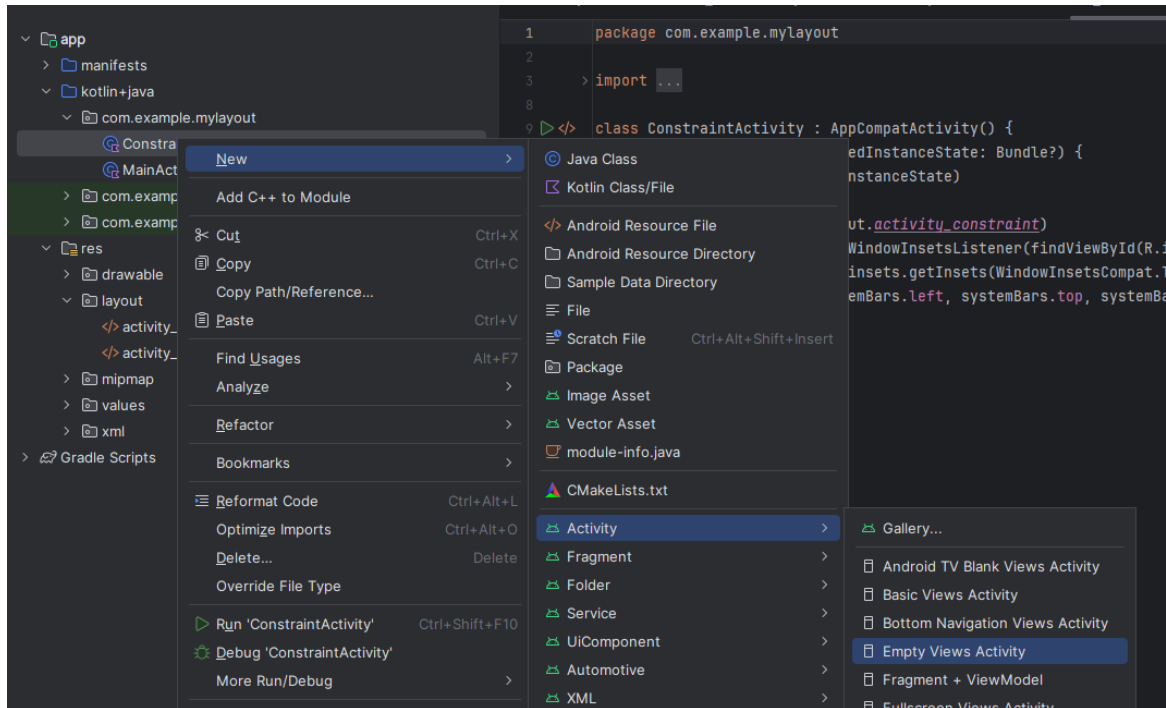 app
manifests
kotlin+java
com.example.mylayout
Constra
MainAct
com.examp
com.examp
res
drawable
layout
activity_
activity_
mipmap
values
xml
Gradle Scripts
New
Add C++ to Module
Cut Ctrl+X
Copy Ctrl+C
Copy Path/Reference...
Paste Ctrl+V
Find Usages Alt+F7
Analyze
Refactor
Bookmarks
Reformat Code Ctrl+Alt+L
Optimize Imports Ctrl+Alt+O
Delete... Delete
Override File Type
Run 'ConstraintActivity' Ctrl+Shift+F10
Debug 'ConstraintActivity'
More Run/Debug
Java Class
Kotlin Class/File
Android Resource File
Android Resource Directory
Sample Data Directory
File
Scratch File Ctrl+Alt+Shift+Insert
Package
Image Asset
Vector Asset
module-info.java
CMakeLists.txt
Activity
Fragment
Folder
Service
UiComponent
Automotive
XML
Gallery...
Android TV Blank Views Activity
Basic Views Activity
Bottom Navigation Views Activity
Empty Views Activity
Fragment + ViewModel
Fullscreen Views Activity
1 package com.example.mylayout
2
3 import ...
8
9 class ConstraintActivity : AppCompatActivity() {
edInstanceState: Bundle?) {
nstanceState)
ut.activity_constraint)
WindowInsetsListener(findViewById(R.i
insets.getInsets(WindowInsetsCompat.
emBars.left, systemBars.top, systemBa